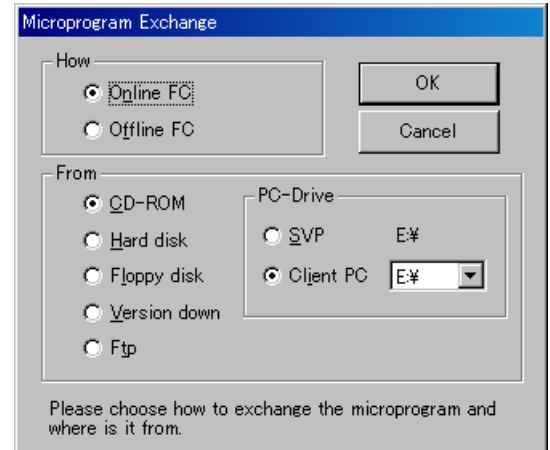 Microprogram Exchange
How
Online FC
Offline FC
OK
Cancel
From
CD-ROM
Hard disk
Floppy disk
Version down
Ftp
PC-Drive
SVP E:¥
Client PC E:¥
Please choose how to exchange the microprogram and
where is it from.